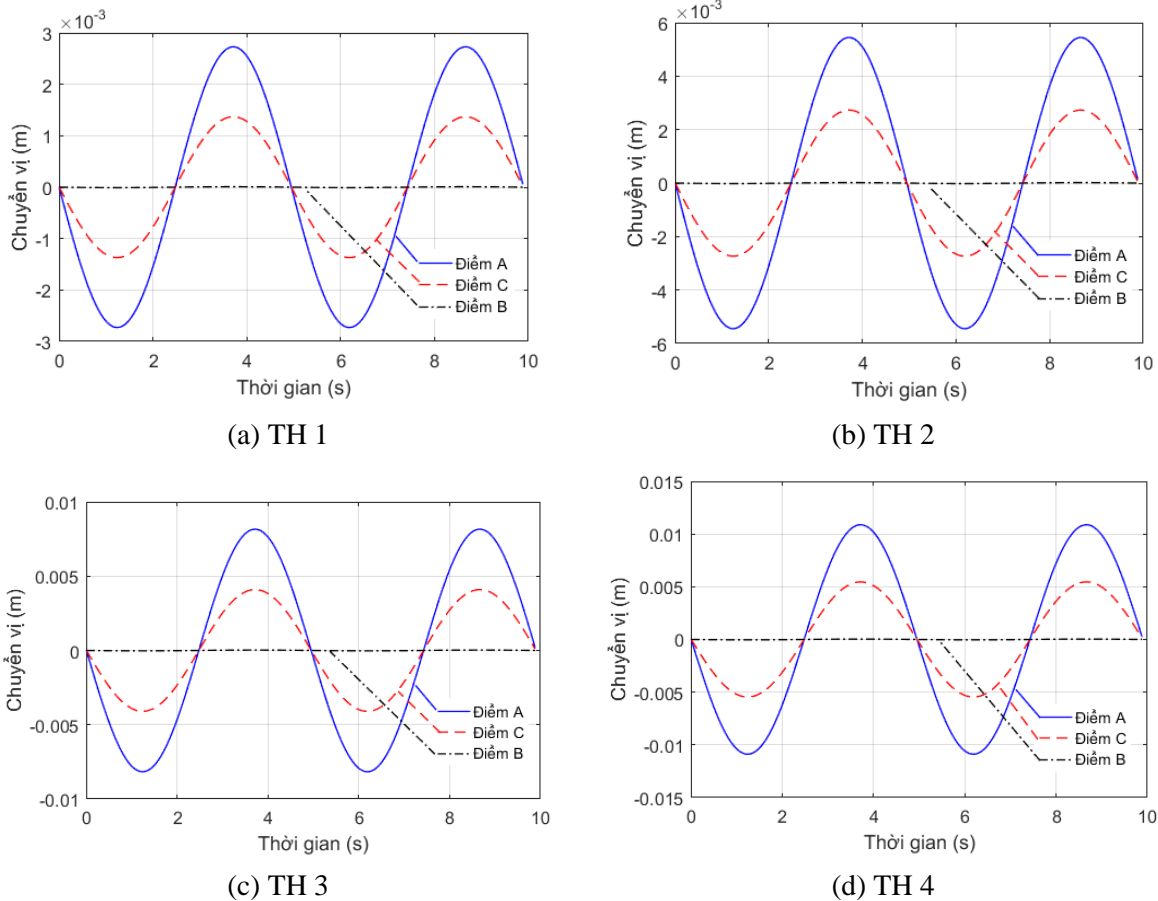 ×10⁻³
3
2
1
0
-1
-2
-3
Chuyển vị (m)
0 2 4 6 8 10
Thời gian (s)
Điểm A
Điểm C
Điểm B
(a) TH 1
×10⁻³
6
4
2
0
-2
-4
-6
Chuyển vị (m)
0 2 4 6 8 10
Thời gian (s)
Điểm A
Điểm C
Điểm B
(b) TH 2
0.01
0.005
0
-0.005
-0.01
Chuyển vị (m)
0 2 4 6 8 10
Thời gian (s)
Điểm A
Điểm C
Điểm B
(c) TH 3
0.015
0.01
0.005
0
-0.005
-0.01
-0.015
Chuyển vị (m)
0 2 4 6 8 10
Thời gian (s)
Điểm A
Điểm C
Điểm B
(d) TH 4